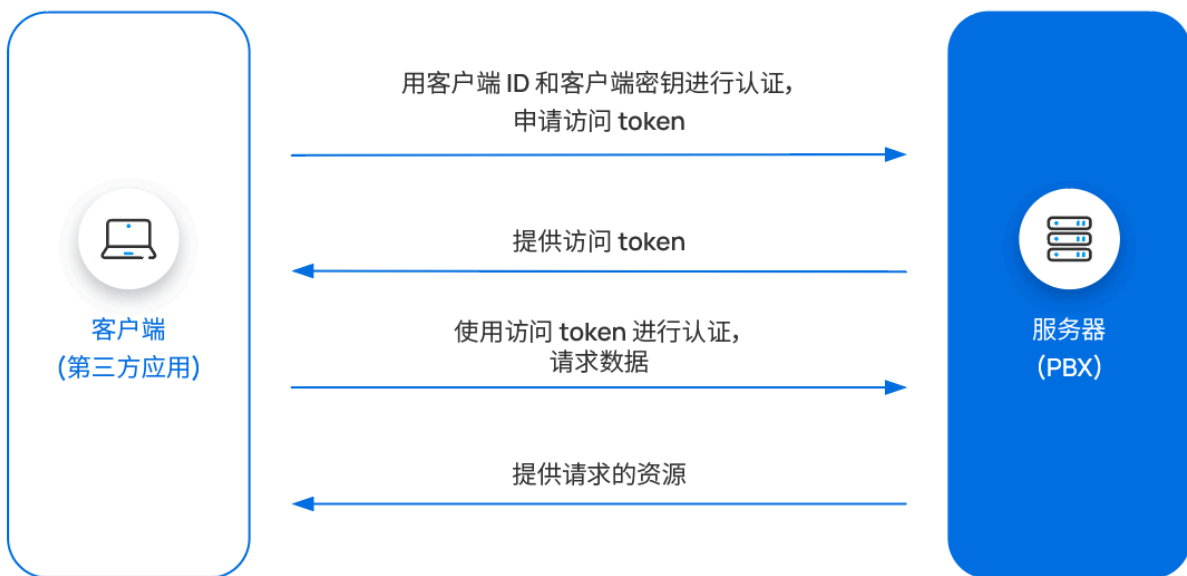 用客户端 ID 和客户端密钥进行认证，
申请访问 token
提供访问 token
使用访问 token 进行认证，
请求数据
提供请求的资源
客户端
(第三方应用)
服务器
(PBX)